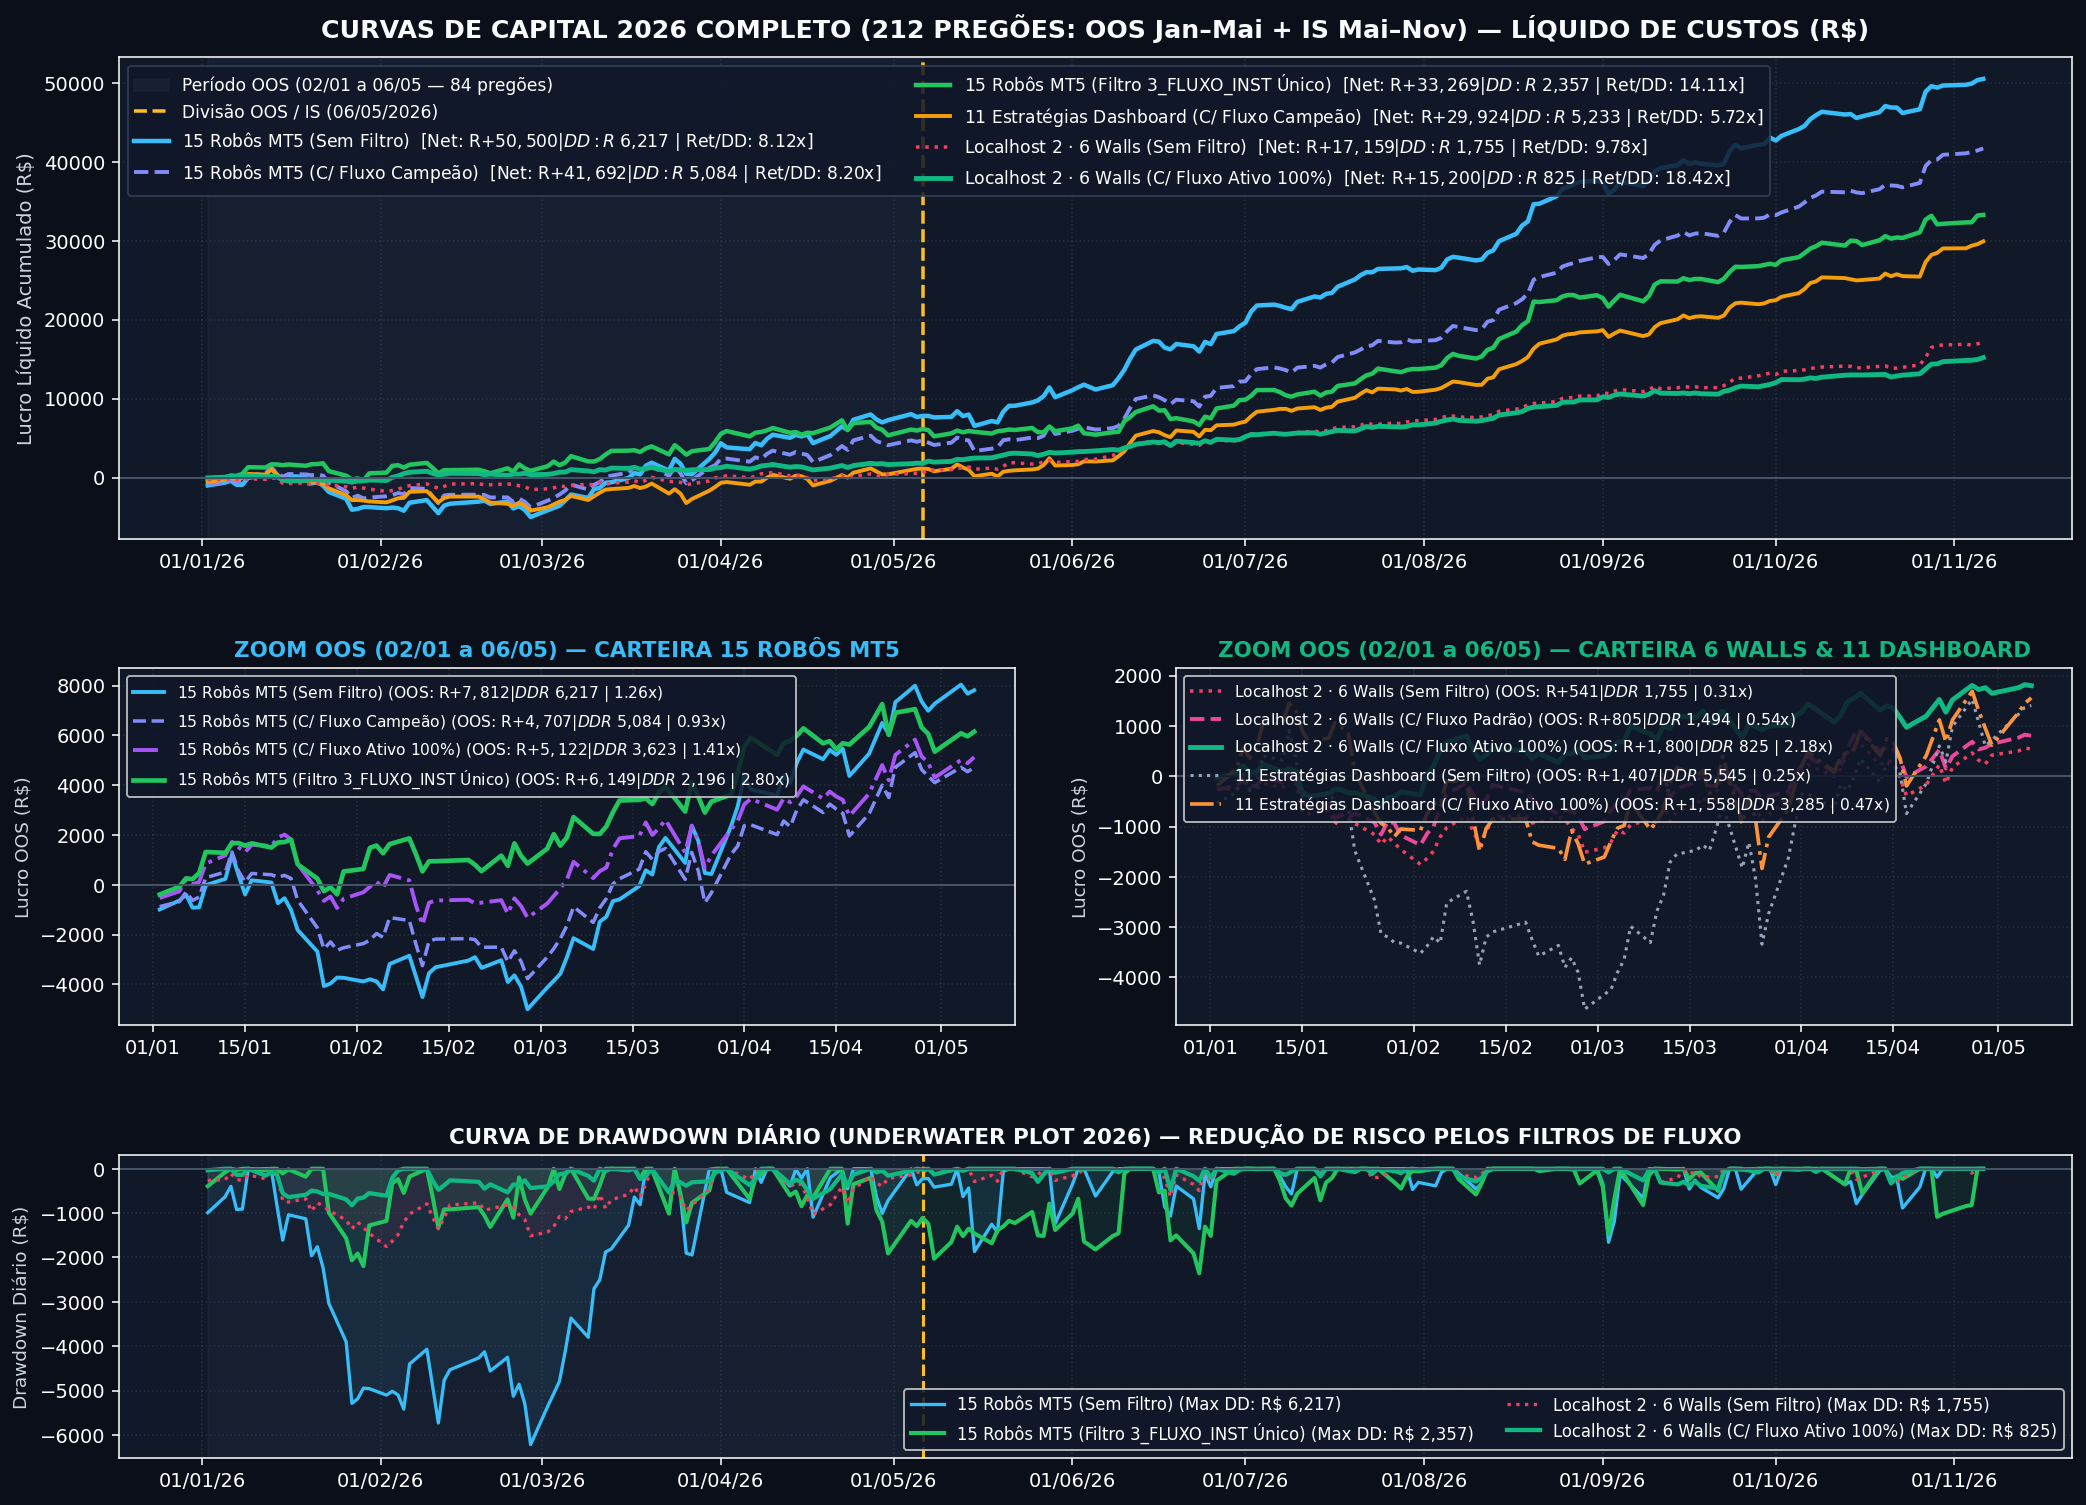 CURVAS DE CAPITAL 2026 COMPLETO (212 PREGÕES: OOS Jan–Mai + IS Mai–Nov) — LÍQUIDO DE CUSTOS (R$)
Período OOS (02/01 a 06/05 — 84 pregões)
Divisão OOS / IS (06/05/2026)
15 Robôs MT5 (Sem Filtro) [Net: R+50,500|DD:R 6,217 | Ret/DD: 8.12x]
15 Robôs MT5 (C/ Fluxo Campeão) [Net: R+41,692|DD:R 5,084 | Ret/DD: 8.20x]
15 Robôs MT5 (Filtro 3_FLUXO_INST Único) [Net: R+33,269|DD:R 2,357 | Ret/DD: 14.11x]
11 Estratégias Dashboard (C/ Fluxo Campeão) [Net: R+29,924|DD:R 5,233 | Ret/DD: 5.72x]
Localhost 2 · 6 Walls (Sem Filtro) [Net: R+17,159|DD:R 1,755 | Ret/DD: 9.78x]
Localhost 2 · 6 Walls (C/ Fluxo Ativo 100%) [Net: R+15,200|DD:R 825 | Ret/DD: 18.42x]
Lucro Líquido Acumulado (R$)
50000
40000
30000
20000
10000
0
01/01/26 01/02/26 01/03/26 01/04/26 01/05/26 01/06/26 01/07/26 01/08/26 01/09/26 01/10/26 01/11/26
ZOOM OOS (02/01 a 06/05) — CARTEIRA 15 ROBÔS MT5
15 Robôs MT5 (Sem Filtro) (OOS: R+7,812|DDR 6,217 | 1.26x)
15 Robôs MT5 (C/ Fluxo Campeão) (OOS: R+4,707|DDR 5,084 | 0.93x)
15 Robôs MT5 (C/ Fluxo Ativo 100%) (OOS: R+5,122|DDR 3,623 | 1.41x)
15 Robôs MT5 (Filtro 3_FLUXO_INST Único) (OOS: R+6,149|DDR 2,196 | 2.80x)
Lucro OOS (R$)
8000
6000
4000
2000
0
−2000
−4000
01/01 15/01 01/02 15/02 01/03 15/03 01/04 15/04 01/05
ZOOM OOS (02/01 a 06/05) — CARTEIRA 6 WALLS & 11 DASHBOARD
Localhost 2 · 6 Walls (Sem Filtro) (OOS: R+541|DDR 1,755 | 0.31x)
Localhost 2 · 6 Walls (C/ Fluxo Padrão) (OOS: R+805|DDR 1,494 | 0.54x)
Localhost 2 · 6 Walls (C/ Fluxo Ativo 100%) (OOS: R+1,800|DDR 825 | 2.18x)
11 Estratégias Dashboard (Sem Filtro) (OOS: R+1,407|DDR 5,545 | 0.25x)
11 Estratégias Dashboard (C/ Fluxo Ativo 100%) (OOS: R+1,558|DDR 3,285 | 0.47x)
Lucro OOS (R$)
2000
1000
0
−1000
−2000
−3000
−4000
01/01 15/01 01/02 15/02 01/03 15/03 01/04 15/04 01/05
CURVA DE DRAWDOWN DIÁRIO (UNDERWATER PLOT 2026) — REDUÇÃO DE RISCO PELOS FILTROS DE FLUXO
Drawdown Diário (R$)
0
−1000
−2000
−3000
−4000
−5000
−6000
15 Robôs MT5 (Sem Filtro) (Max DD: R$ 6,217)
15 Robôs MT5 (Filtro 3_FLUXO_INST Único) (Max DD: R$ 2,357)
Localhost 2 · 6 Walls (Sem Filtro) (Max DD: R$ 1,755)
Localhost 2 · 6 Walls (C/ Fluxo Ativo 100%) (Max DD: R$ 825)
01/01/26 01/02/26 01/03/26 01/04/26 01/05/26 01/06/26 01/07/26 01/08/26 01/09/26 01/10/26 01/11/26